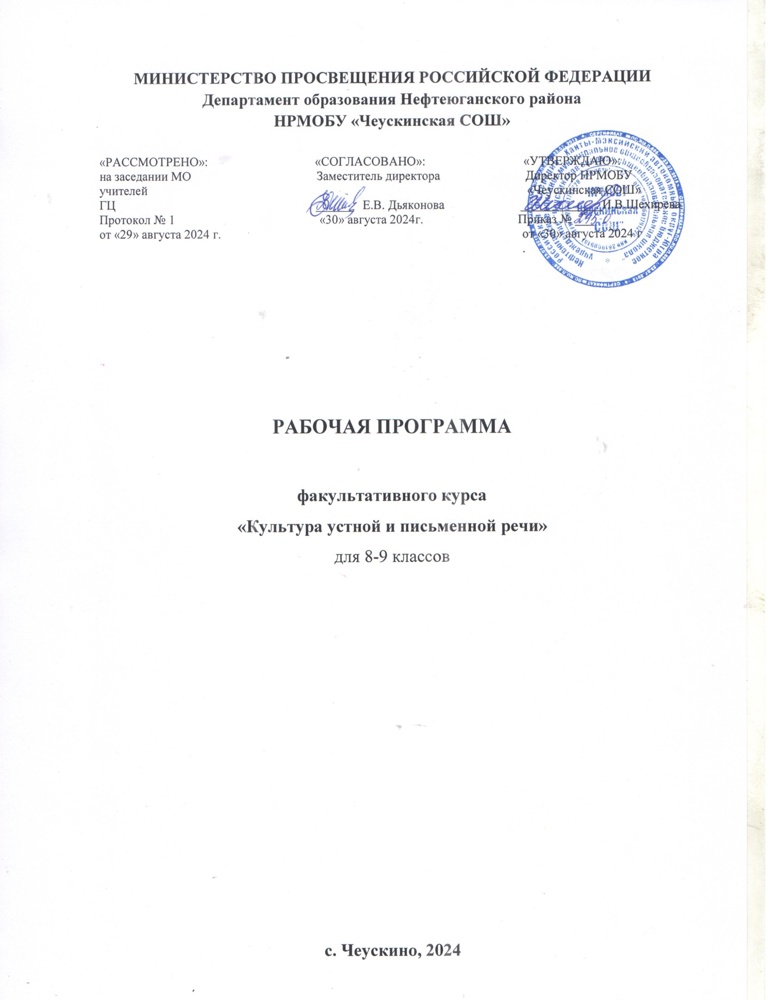 МИНИСТЕРСТВО ПРОСВЕЩЕНИЯ РОССИЙСКОЙ ФЕДЕРАЦИИ
Департамент образования Нефтеюганского района
НРМОБУ «Чеускинская СОШ»
«РАССМОТРЕНО»:
на заседании МО
учителей
ГЦ
Протокол № 1
от «29» августа 2024 г.
«СОГЛАСОВАНО»:
Заместитель директора
Е.В. Дьяконова
«30» августа 2024г.
«УТВЕРЖДАЮ»:
Директор НРМОБУ
«Чеускинская СОШ»
И.В.Шехирева
Приказ № 245-0
от «30» августа 2024 г
.
РАБОЧАЯ ПРОГРАММА
факультативного курса
«Культура устной и письменной речи»
для 8-9 классов
с. Чеускино, 2024